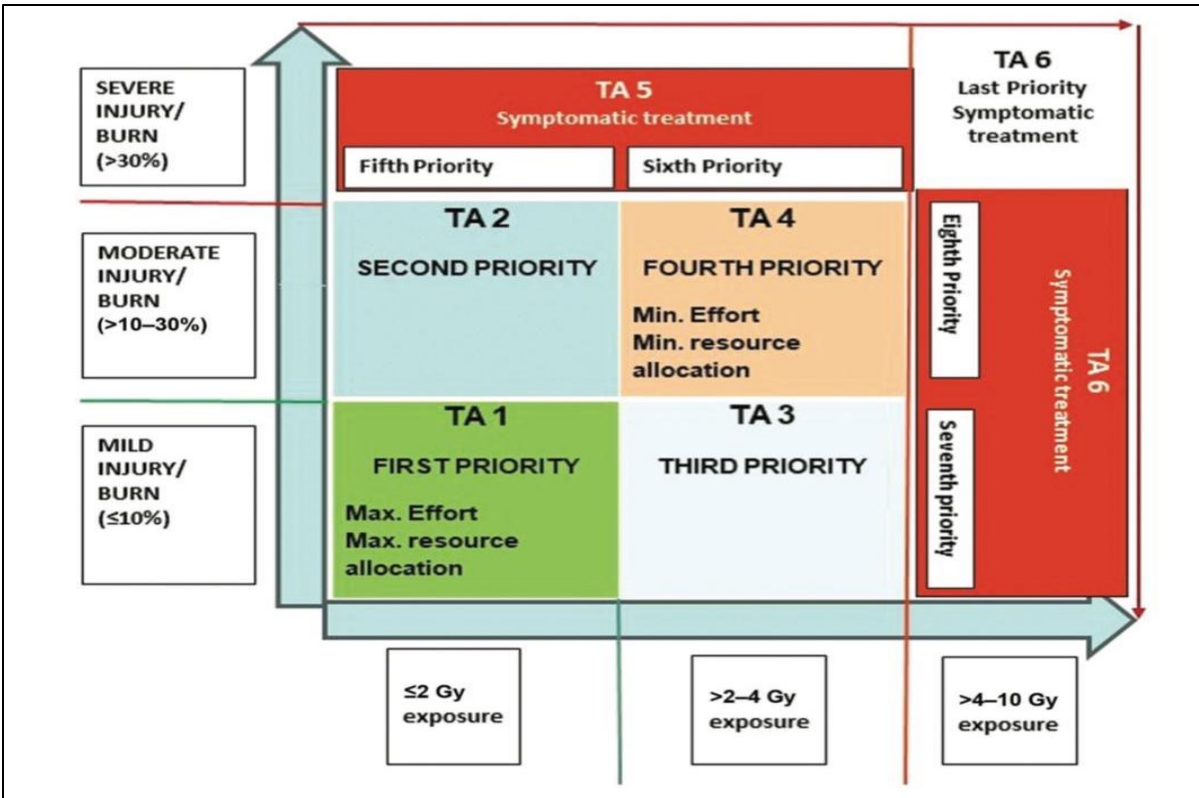 SEVERE
INJURY/
BURN
(>30%)
TA 5
Symptomatic treatment
Fifth Priority
Sixth Priority
TA 6
Last Priority
Symptomatic
treatment
MODERATE
INJURY/
BURN
(>10–30%)
TA 2
SECOND PRIORITY
TA 4
FOURTH PRIORITY
Min. Effort
Min. resource
allocation
Eighth Priority
MILD
INJURY/
BURN
(≤10%)
TA 1
FIRST PRIORITY
Max. Effort
Max. resource
allocation
TA 3
THIRD PRIORITY
Seventh priority
TA 6
Symptomatic treatment
≤2 Gy
exposure
>2–4 Gy
exposure
>4–10 Gy
exposure